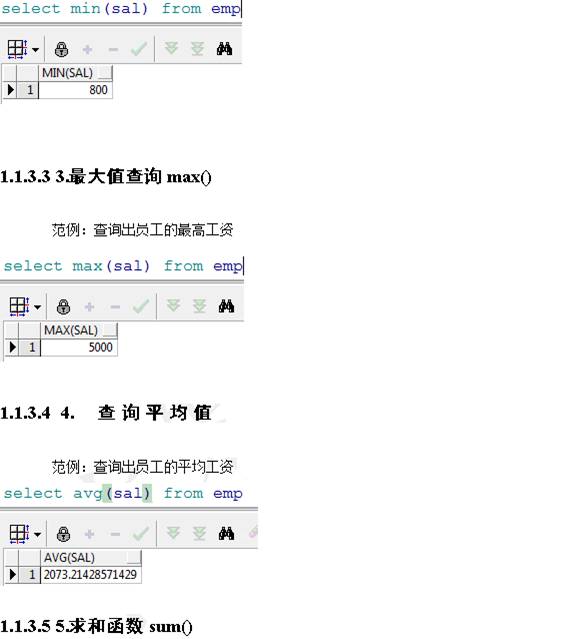 select min(sal) from emp
MIN(SAL)
1 800
1.1.3.3 3.最大值查询 max()
范例：查询出员工的最高工资
select max(sal) from emp
MAX(SAL)
1 5000
1.1.3.4 4. 查询平均值
范例：查询出员工的平均工资
select avg(sal) from emp
AVG(SAL)
1 2073.21428571429
1.1.3.5 5.求和函数 sum()